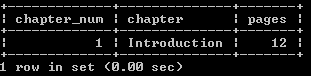 +-------------+--------------+-------+
| chapter_num | chapter      | pages |
+-------------+--------------+-------+
|           1 | Introduction |    12 |
+-------------+--------------+-------+
1 row in set (0.00 sec)